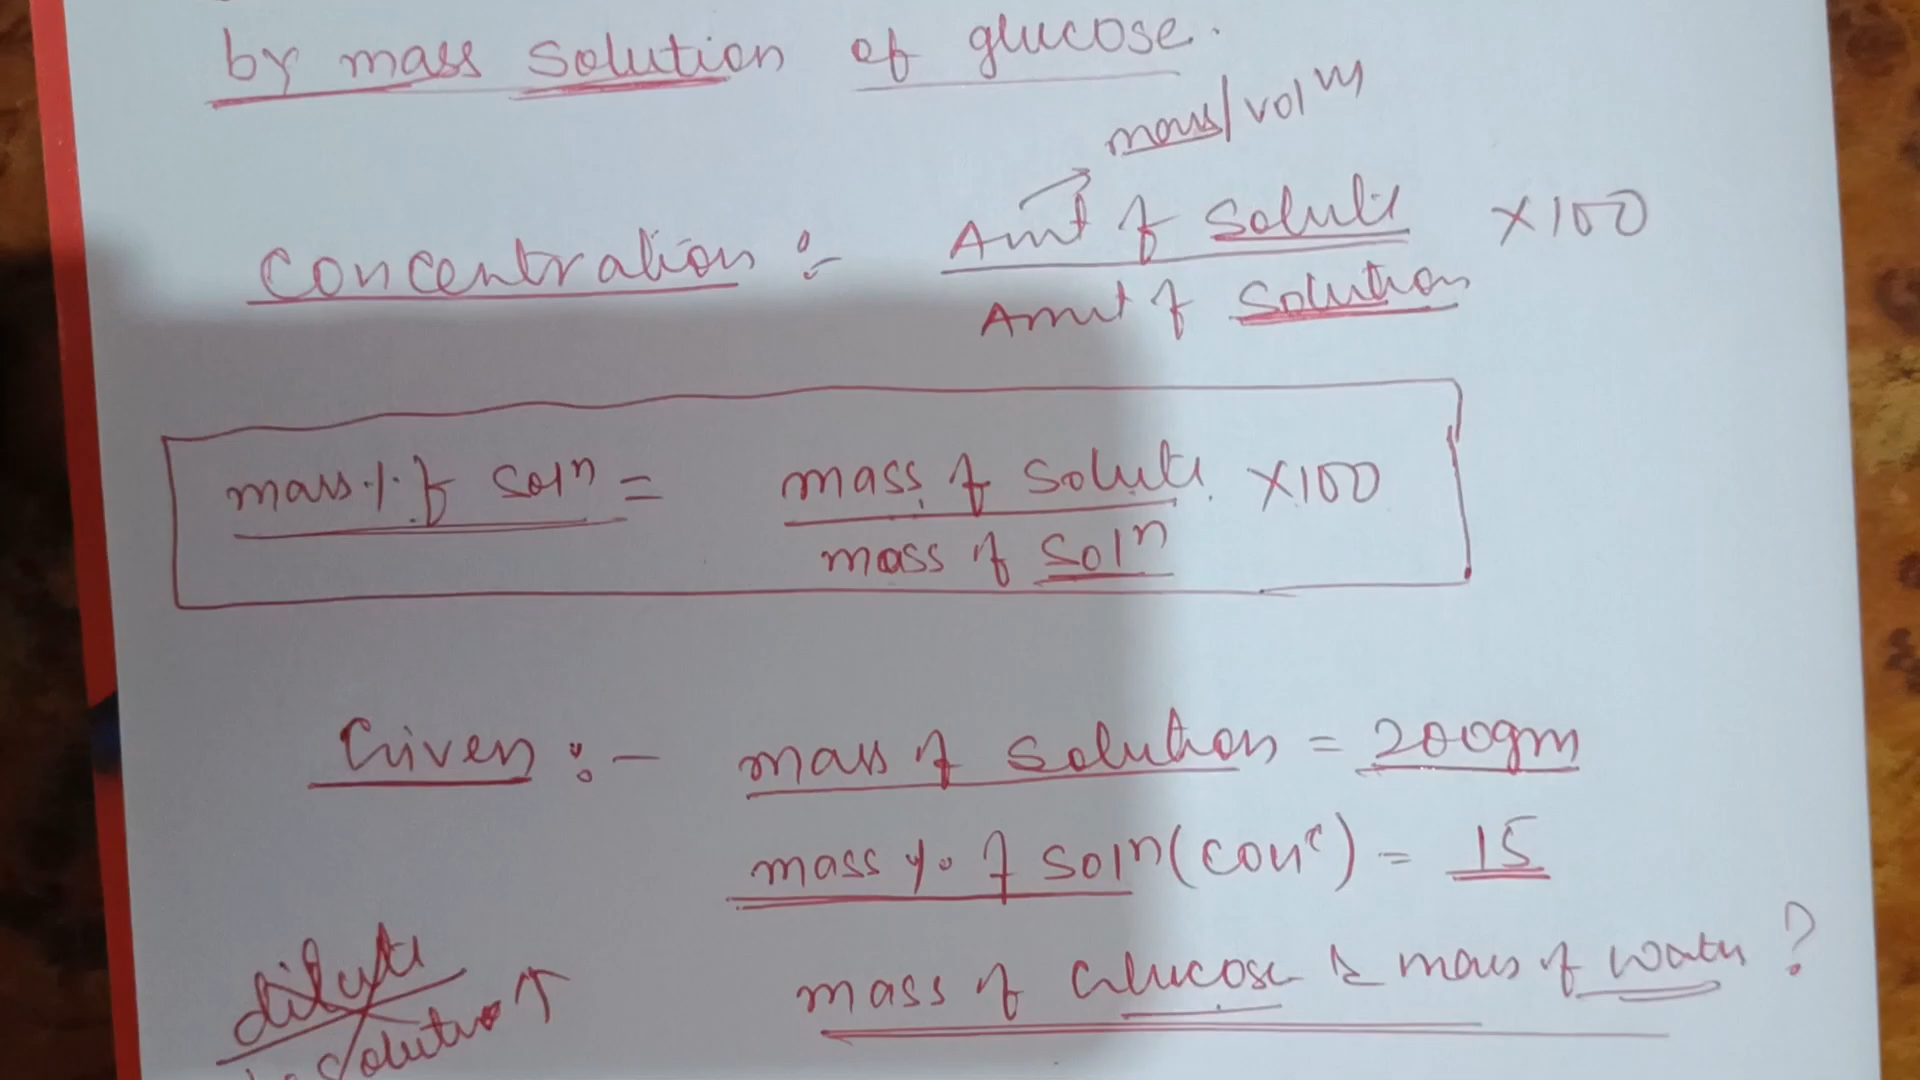 by mass solution of glucose.
mass/volm
Concentration :- Amt of Solute × 100
Amt of Solution
mass % of soln = mass of Solute × 100
mass of soln
Given :- mass of solution = 200gm
mass % of soln (conc) = 15
mass of Glucose & mass of water ?
dilute
solution ↑